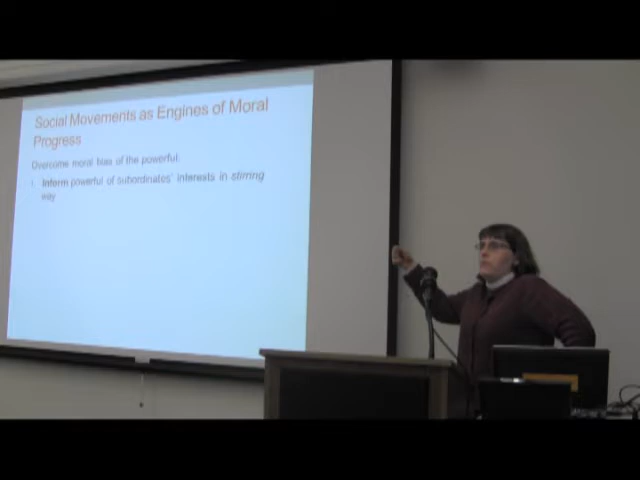 Social Movements as Engines of Moral
Progress
Overcome moral bias of the powerful:
1. Inform powerful of subordinates' interests in stirring
way